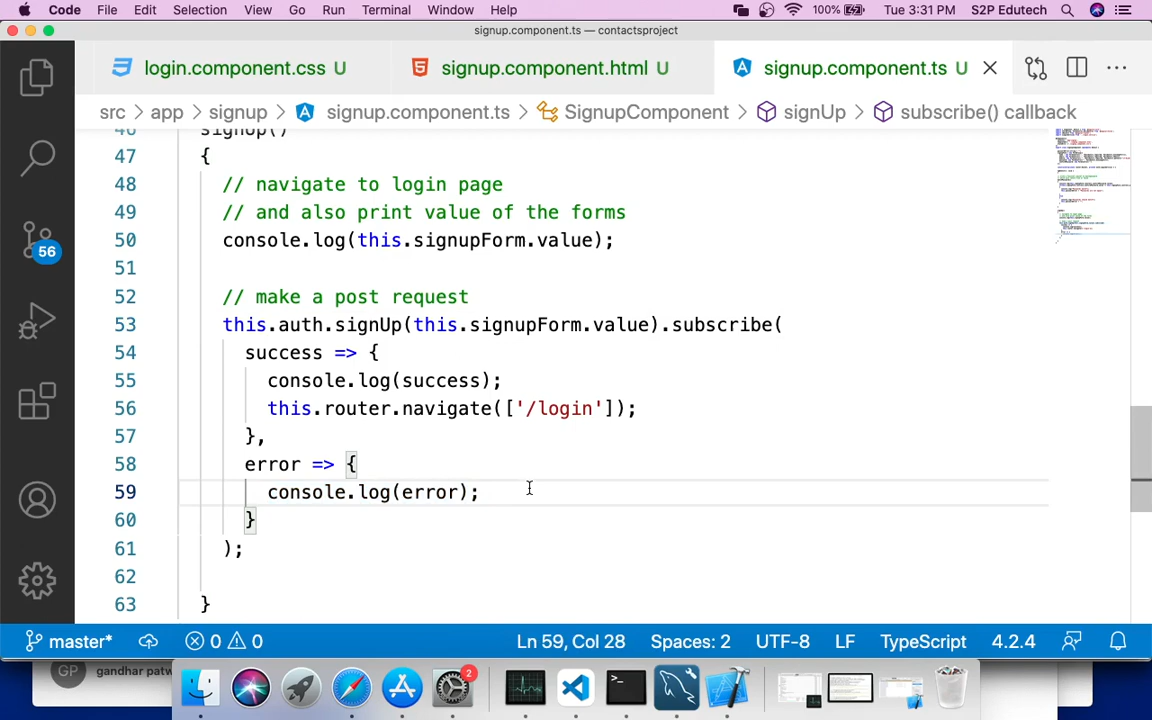 Code File Edit Selection View Go Run Terminal Window Help 100% Tue 3:31 PM S2P Edutech
signup.component.ts — contactsproject
login.component.css U signup.component.html U signup.component.ts U
src > app > signup > signup.component.ts > SignupComponent > signUp > subscribe() callback
46 signUp()
47 {
48 // navigate to login page
49 // and also print value of the forms
50 console.log(this.signupForm.value);
51
52 // make a post request
53 this.auth.signUp(this.signupForm.value).subscribe(
54 success => {
55 console.log(success);
56 this.router.navigate(['/login']);
57 },
58 error => {
59 console.log(error);
60 }
61 );
62
63 }
56
master* 0 0 Ln 59, Col 28 Spaces: 2 UTF-8 LF TypeScript 4.2.4
GP gandhar patw
2